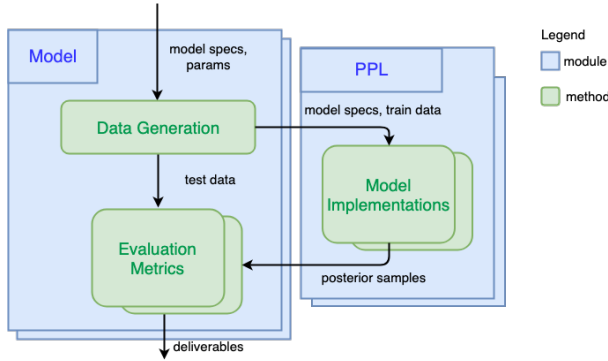 Model
model specs,
params
Data Generation
test data
Evaluation
Metrics
deliverables
PPL
model specs, train data
Model
Implementations
posterior samples
Legend
module
method